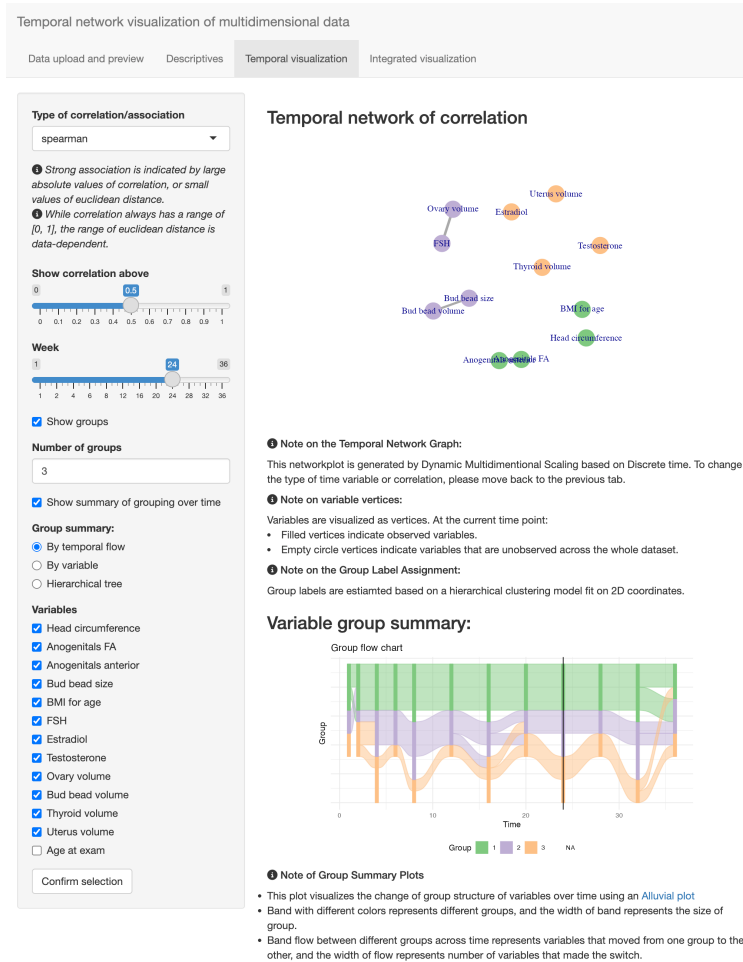 Temporal network visualization of multidimensional data
Data upload and preview
Descriptives
Temporal visualization
Integrated visualization
Type of correlation/association
spearman
Strong association is indicated by large
absolute values of correlation, or small
values of euclidean distance.
While correlation always has a range of
[0, 1], the range of euclidean distance is
data-dependent.
Show correlation above
0 0.5 1
0 0.1 0.2 0.3 0.4 0.5 0.6 0.7 0.8 0.9 1
Week
1 24 36
1 4 8 12 16 20 24 28 32 36
Show groups
Number of groups
3
Show summary of grouping over time
Group summary:
By temporal flow
By variable
Hierarchical tree
Variables
Head circumference
Anogenitals FA
Anogenitals anterior
Bud bead size
BMI for age
FSH
Estradiol
Testosterone
Ovary volume
Bud bead volume
Thyroid volume
Uterus volume
Age at exam
Confirm selection
Temporal network of correlation
Uterus volume
Ovary volume
Estradiol
FSH
Testosterone
Thyroid volume
Bud bead size
Bud bead volume
BMI for age
Head circumference
Anogenitals FA
Note on the Temporal Network Graph:
This networkplot is generated by Dynamic Multidimentional Scaling based on Discrete time. To change
the type of time variable or correlation, please move back to the previous tab.
Note on variable vertices:
Variables are visualized as vertices. At the current time point:
• Filled vertices indicate observed variables.
• Empty circle vertices indicate variables that are unobserved across the whole dataset.
Note on the Group Label Assignment:
Group labels are estiamted based on a hierarchical clustering model fit on 2D coordinates.
Variable group summary:
Group flow chart
Group
0 10 20 30
Time
Group 1 2 3 NA
Note of Group Summary Plots
• This plot visualizes the change of group structure of variables over time using an Alluvial plot
• Band with different colors represents different groups, and the width of band represents the size of
group.
• Band flow between different groups across time represents variables that moved from one group to the
other, and the width of flow represents number of variables that made the switch.